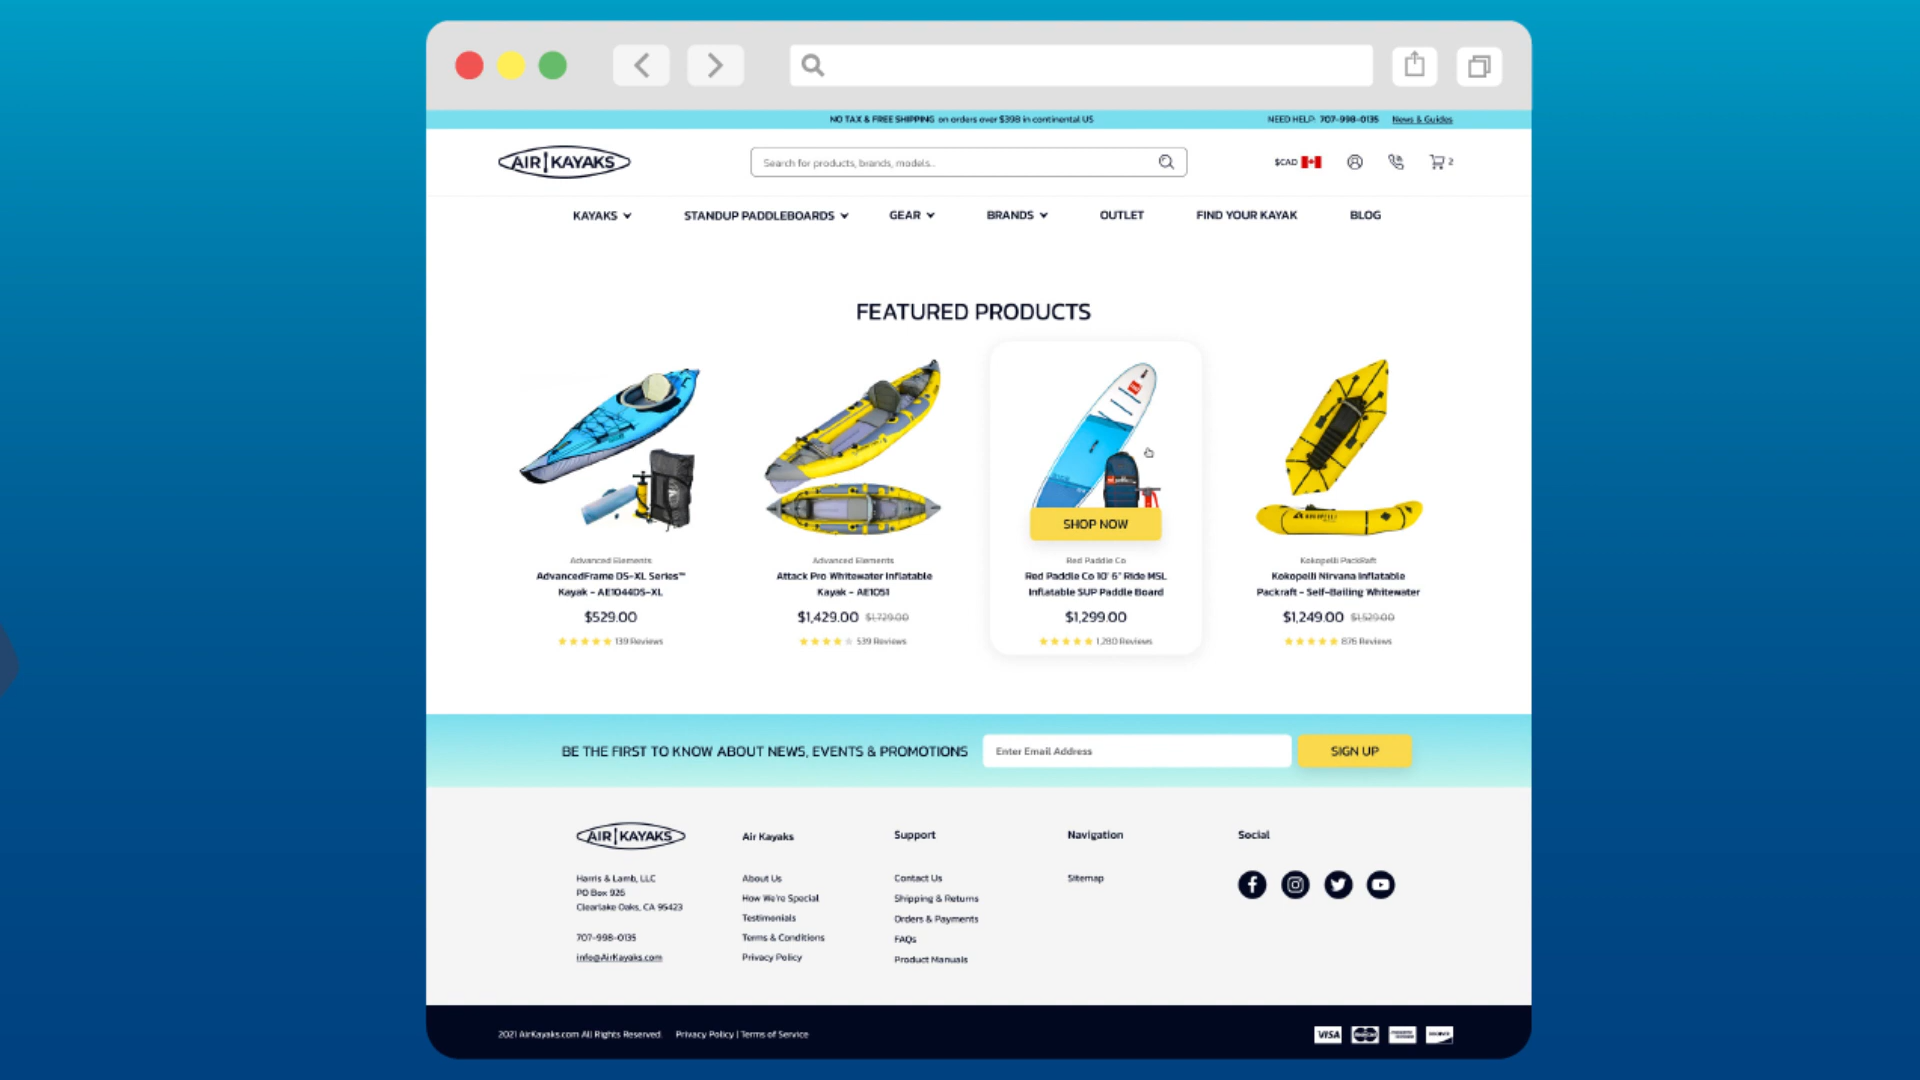 NO TAX & FREE SHIPPING on orders over $398 in continental US
NEED HELP: 707-998-0135 News & Guides
AIR KAYAKS
Search for products, brands, models...
$CAD
2
KAYAKS STANDUP PADDLEBOARDS GEAR BRANDS OUTLET FIND YOUR KAYAK BLOG
FEATURED PRODUCTS
Advanced Elements
AdvancedFrame DS-XL Series™
Kayak - AE1044DS-XL
$529.00
139 Reviews
Advanced Elements
Attack Pro Whitewater Inflatable
Kayak - AE1051
$1,429.00 $1,729.00
539 Reviews
SHOP NOW
Red Paddle Co
Red Paddle Co 10' 6" Ride MSL
Inflatable SUP Paddle Board
$1,299.00
1,280 Reviews
Kokopelli PackRaft
Kokopelli Nirvana Inflatable
Packraft - Self-Bailing Whitewater
$1,249.00 $1,529.00
876 Reviews
BE THE FIRST TO KNOW ABOUT NEWS, EVENTS & PROMOTIONS
Enter Email Address
SIGN UP
AIR KAYAKS
Harris & Lamb, LLC
PO Box 926
Clearlake Oaks, CA 95423
707-998-0135
info@AirKayaks.com
Air Kayaks
About Us
How We're Special
Testimonials
Terms & Conditions
Privacy Policy
Support
Contact Us
Shipping & Returns
Orders & Payments
FAQs
Product Manuals
Navigation
Sitemap
Social
2021 AirKayaks.com All Rights Reserved. Privacy Policy | Terms of Service
VISA